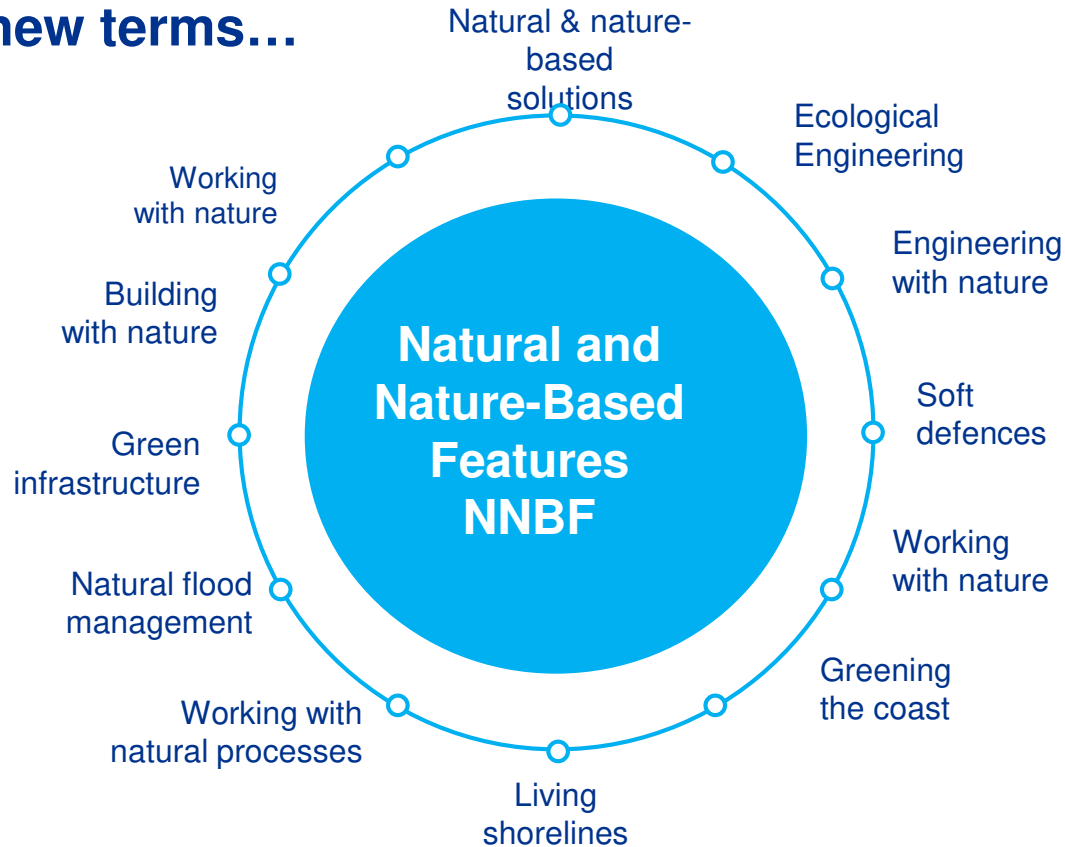 new terms…
Natural & nature-
based
solutions
Ecological
Engineering
Engineering
with nature
Soft
defences
Working
with nature
Greening
the coast
Living
shorelines
Working with
natural processes
Natural flood
management
Green
infrastructure
Building
with nature
Working
with nature
Natural and
Nature-Based
Features
NNBF